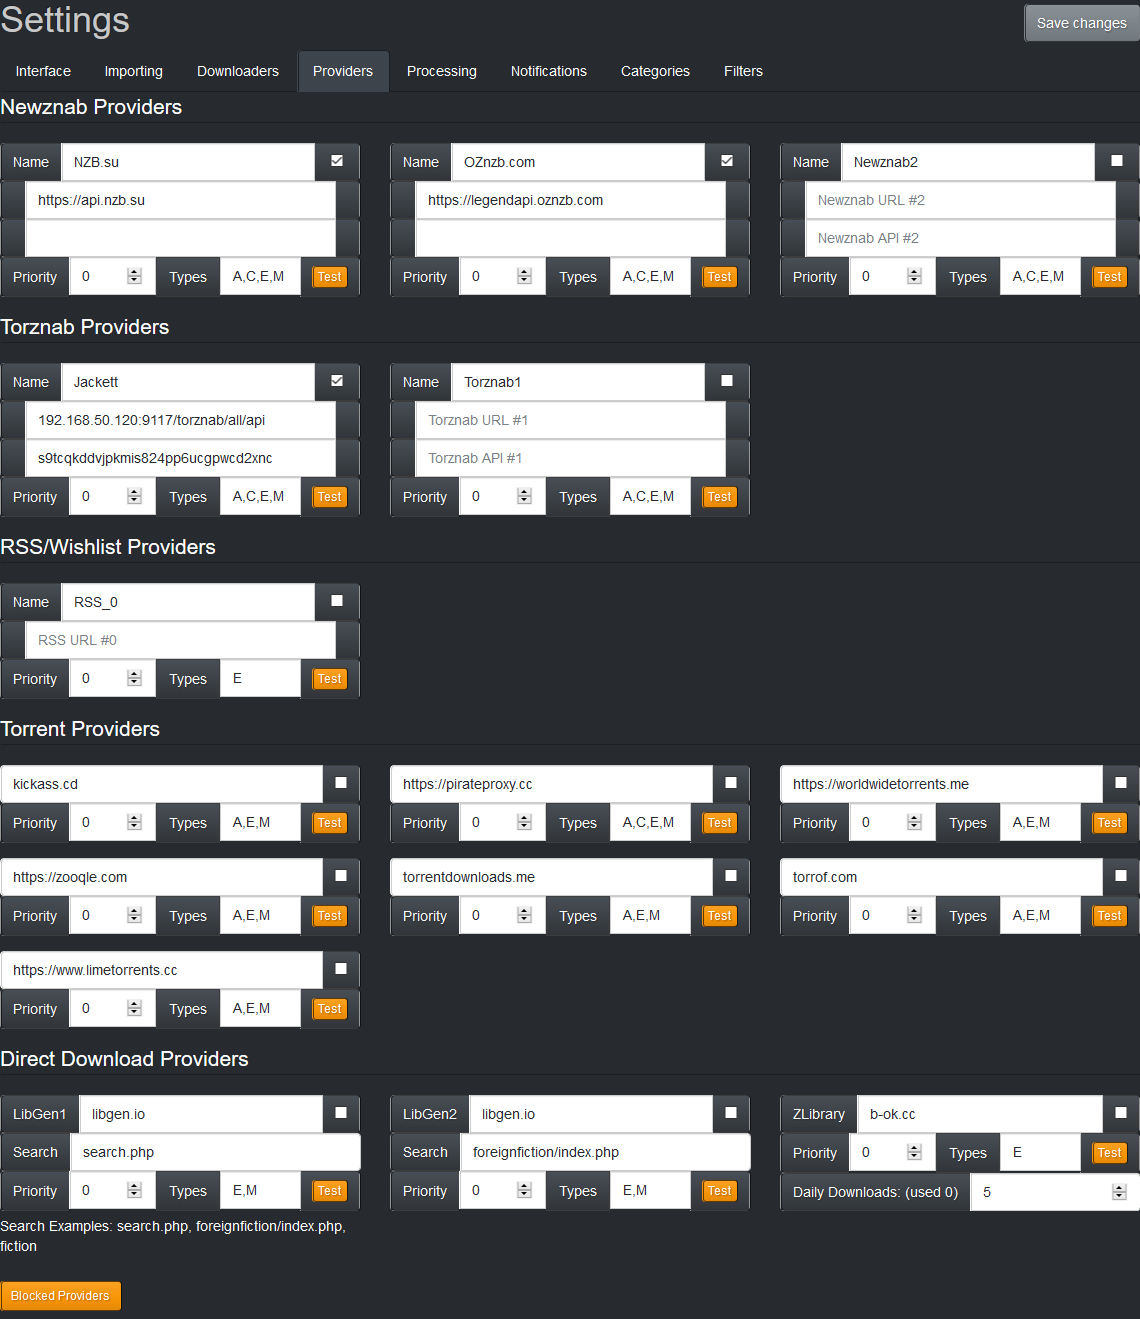 Settings
Save changes
Interface Importing Downloaders Providers Processing Notifications Categories Filters
Newznab Providers
Name NZB.su Name OZnzb.com Name Newznab2
https://api.nzb.su https://legendapi.oznzb.com Newznab URL #2
Newznab API #2
Priority 0 Types A,C,E,M Test Priority 0 Types A,C,E,M Test Priority 0 Types A,C,E,M Test
Torznab Providers
Name Jackett Name Torznab1
192.168.50.120:9117/torznab/all/api Torznab URL #1
s9tcqkddvjpkmis824pp6ucgpwcd2xnc Torznab API #1
Priority 0 Types A,C,E,M Test Priority 0 Types A,C,E,M Test
RSS/Wishlist Providers
Name RSS_0
RSS URL #0
Priority 0 Types E Test
Torrent Providers
kickass.cd https://pirateproxy.cc https://worldwidetorrents.me
Priority 0 Types A,E,M Test Priority 0 Types A,C,E,M Test Priority 0 Types A,E,M Test
https://zooqle.com torrentdownloads.me torrof.com
Priority 0 Types A,E,M Test Priority 0 Types A,E,M Test Priority 0 Types A,E,M Test
https://www.limetorrents.cc
Priority 0 Types A,E,M Test
Direct Download Providers
LibGen1 libgen.io LibGen2 libgen.io ZLibrary b-ok.cc
Search search.php Search foreignfiction/index.php Priority 0 Types E Test
Priority 0 Types E,M Test Priority 0 Types E,M Test Daily Downloads: (used 0) 5
Search Examples: search.php, foreignfiction/index.php,
fiction
Blocked Providers